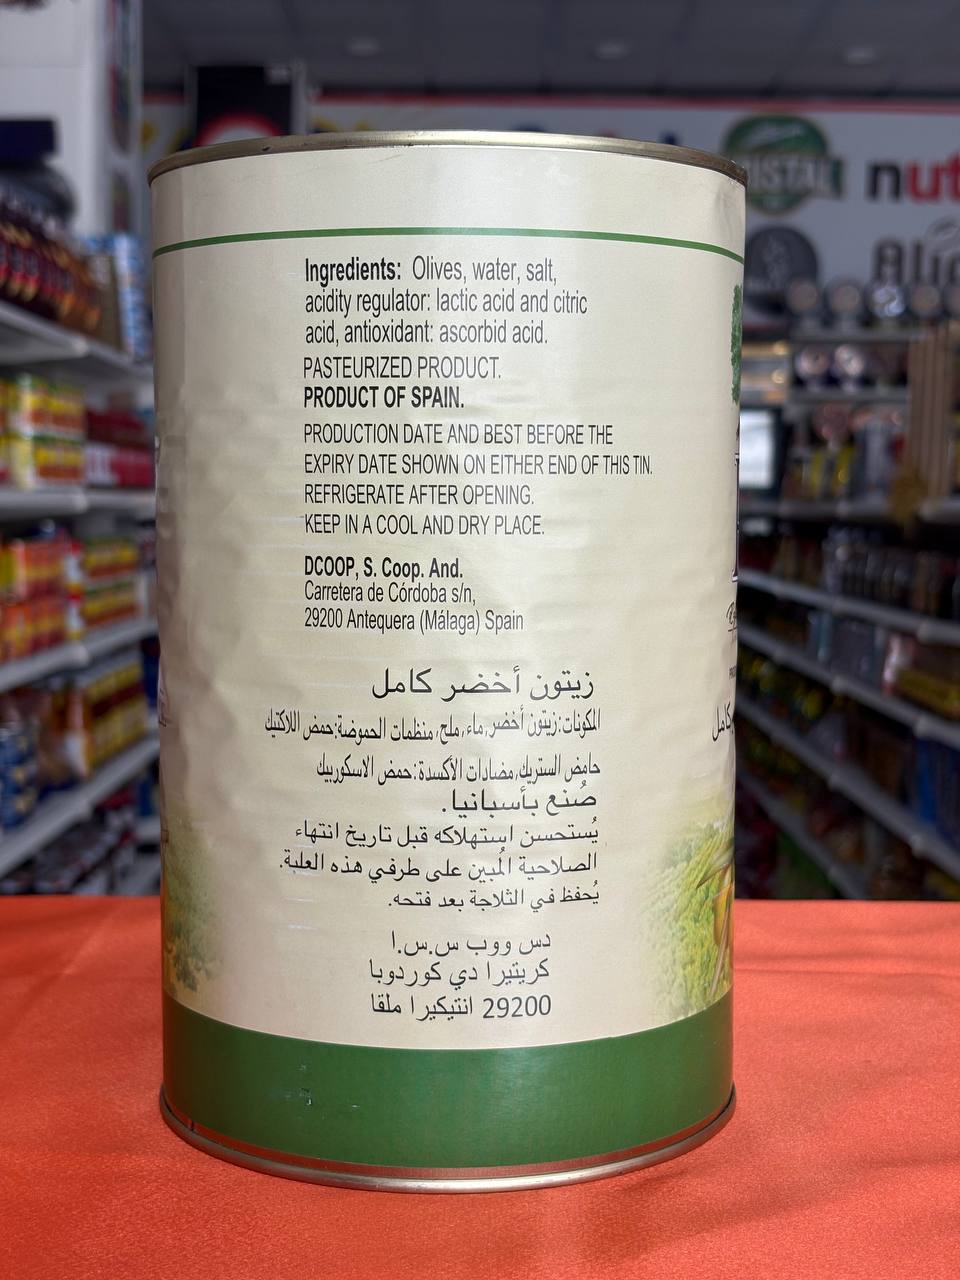 Ingredients: Olives, water, salt,
acidity regulator: lactic acid and citric
acid, antioxidant: ascorbid acid.
PASTEURIZED PRODUCT.
PRODUCT OF SPAIN.
PRODUCTION DATE AND BEST BEFORE THE
EXPIRY DATE SHOWN ON EITHER END OF THIS TIN.
REFRIGERATE AFTER OPENING.
KEEP IN A COOL AND DRY PLACE.
DCOOP, S. Coop. And.
Carretera de Córdoba s/n,
29200 Antequera (Málaga) Spain
زيتون أخضر كامل
المكونات:زيتون أخضر,ماء,ملح,منظمات الحموضة:حمض اللاكتيك
حامض الستريك,مضادات الأكسدة:حمض الاسكوربيك
صُنع بأسبانيا.
يُستحسن استهلاكه قبل تاريخ انتهاء
الصلاحية المُبين على طرفي هذه العلبة.
يُحفظ في الثلاجة بعد فتحه.
دس ووب س.س.ا
كريتيرا دي كوردوبا
29200 انتيكيرا ملقا